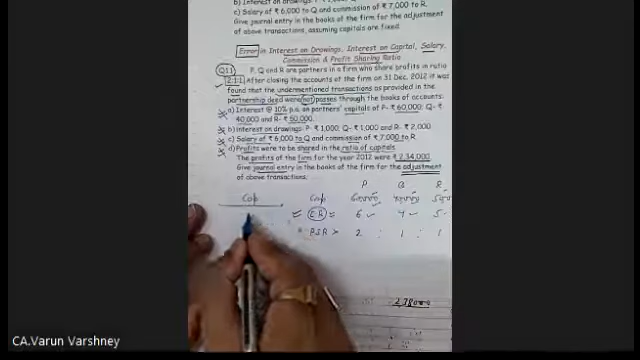 b) Interest on drawings
c) Salary of ₹ 6,000 to Q and commission of ₹ 7,000 to R.
Give journal entry in the books of the firm for the adjustment
of above transactions, assuming capitals are fixed
Error in Interest on Drawings, Interest on Capital, Salary,
Commission & Profit Sharing Ratio
Q11 P, Q and R are partners in a firm who share profits in ratio
2:1:1. After closing the accounts of the firm on 31 Dec, 2012 it was
found that the undermentioned transactions as provided in the
partnership deed were not passes through the books of accounts:
a) Interest @ 10% p.a. on partners' capitals of P- ₹ 60,000; Q- ₹
40,000 and R- ₹ 50,000.
b) Interest on drawings: P- ₹ 1,000; Q- ₹ 1,000 and R- ₹ 2,000
c) Salary of ₹ 6,000 to Q and commission of ₹ 7,000 to R.
d) Profits were to be shared in the ratio of capitals.
The profits of the firm for the year 2012 were ₹ 2,34,000.
Give journal entry in the books of the firm for the adjustment
of above transactions.
P Q R
Cap Cap 60000 40000
6 4 5
PSR 2 : 1 : 1
CA.Varun Varshney